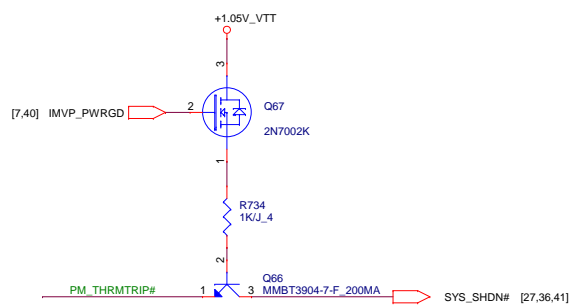 +1.05V_VTT
3
[7,40] IMVP_PWRGD
2
Q67
2N7002K
1
R734
1K/J_4
2
Q66
PM_THRMTRIP#
1
3
MMBT3904-7-F_200MA
SYS_SHDN# [27,36,41]